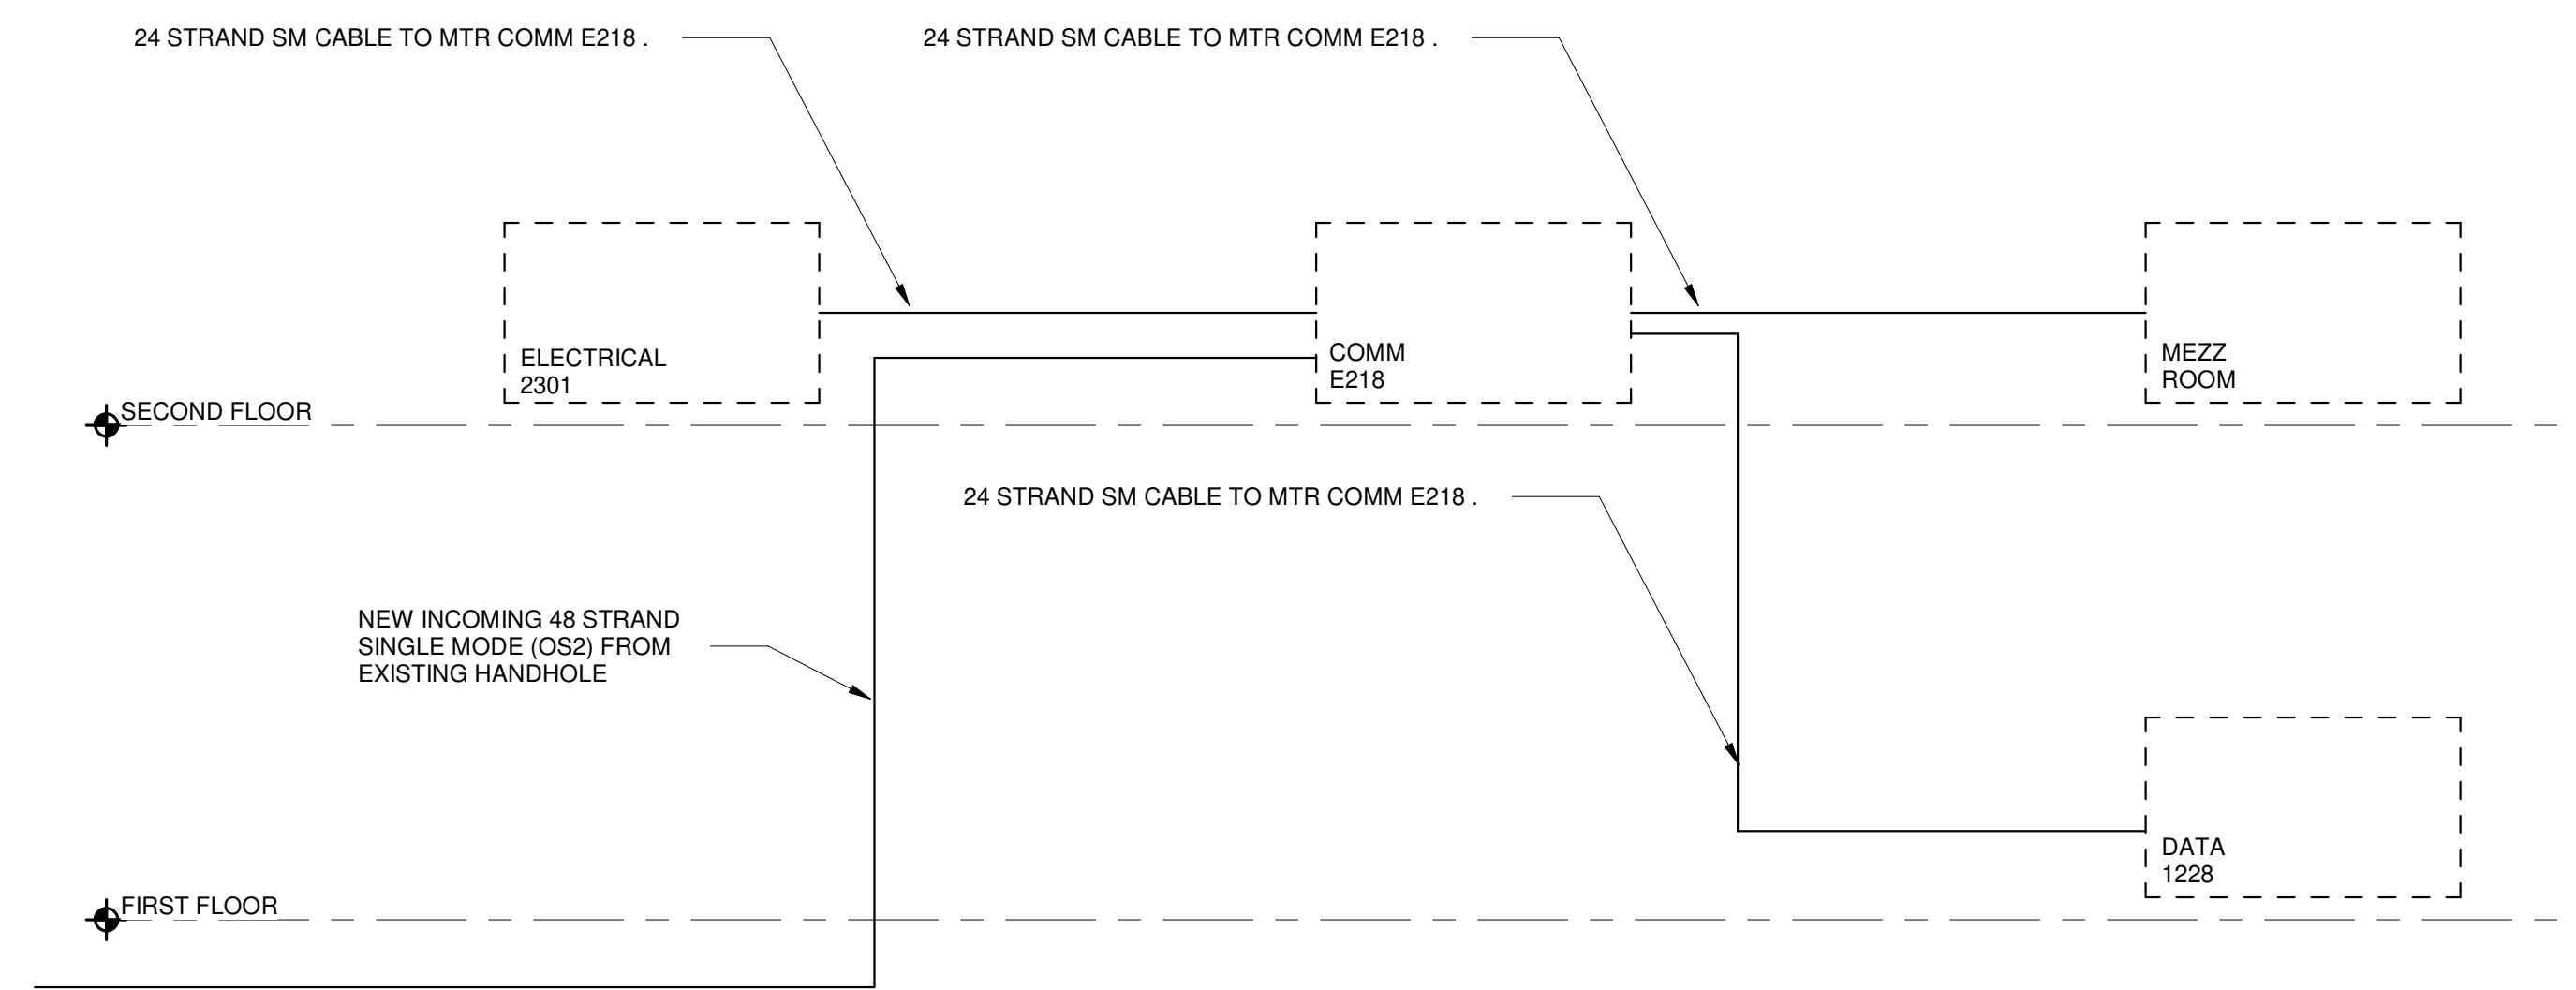 24 STRAND SM CABLE TO MTR COMM E218 .
24 STRAND SM CABLE TO MTR COMM E218 .
ELECTRICAL
2301
COMM
E218
MEZZ
ROOM
SECOND FLOOR
24 STRAND SM CABLE TO MTR COMM E218 .
NEW INCOMING 48 STRAND
SINGLE MODE (OS2) FROM
EXISTING HANDHOLE
DATA
1228
FIRST FLOOR